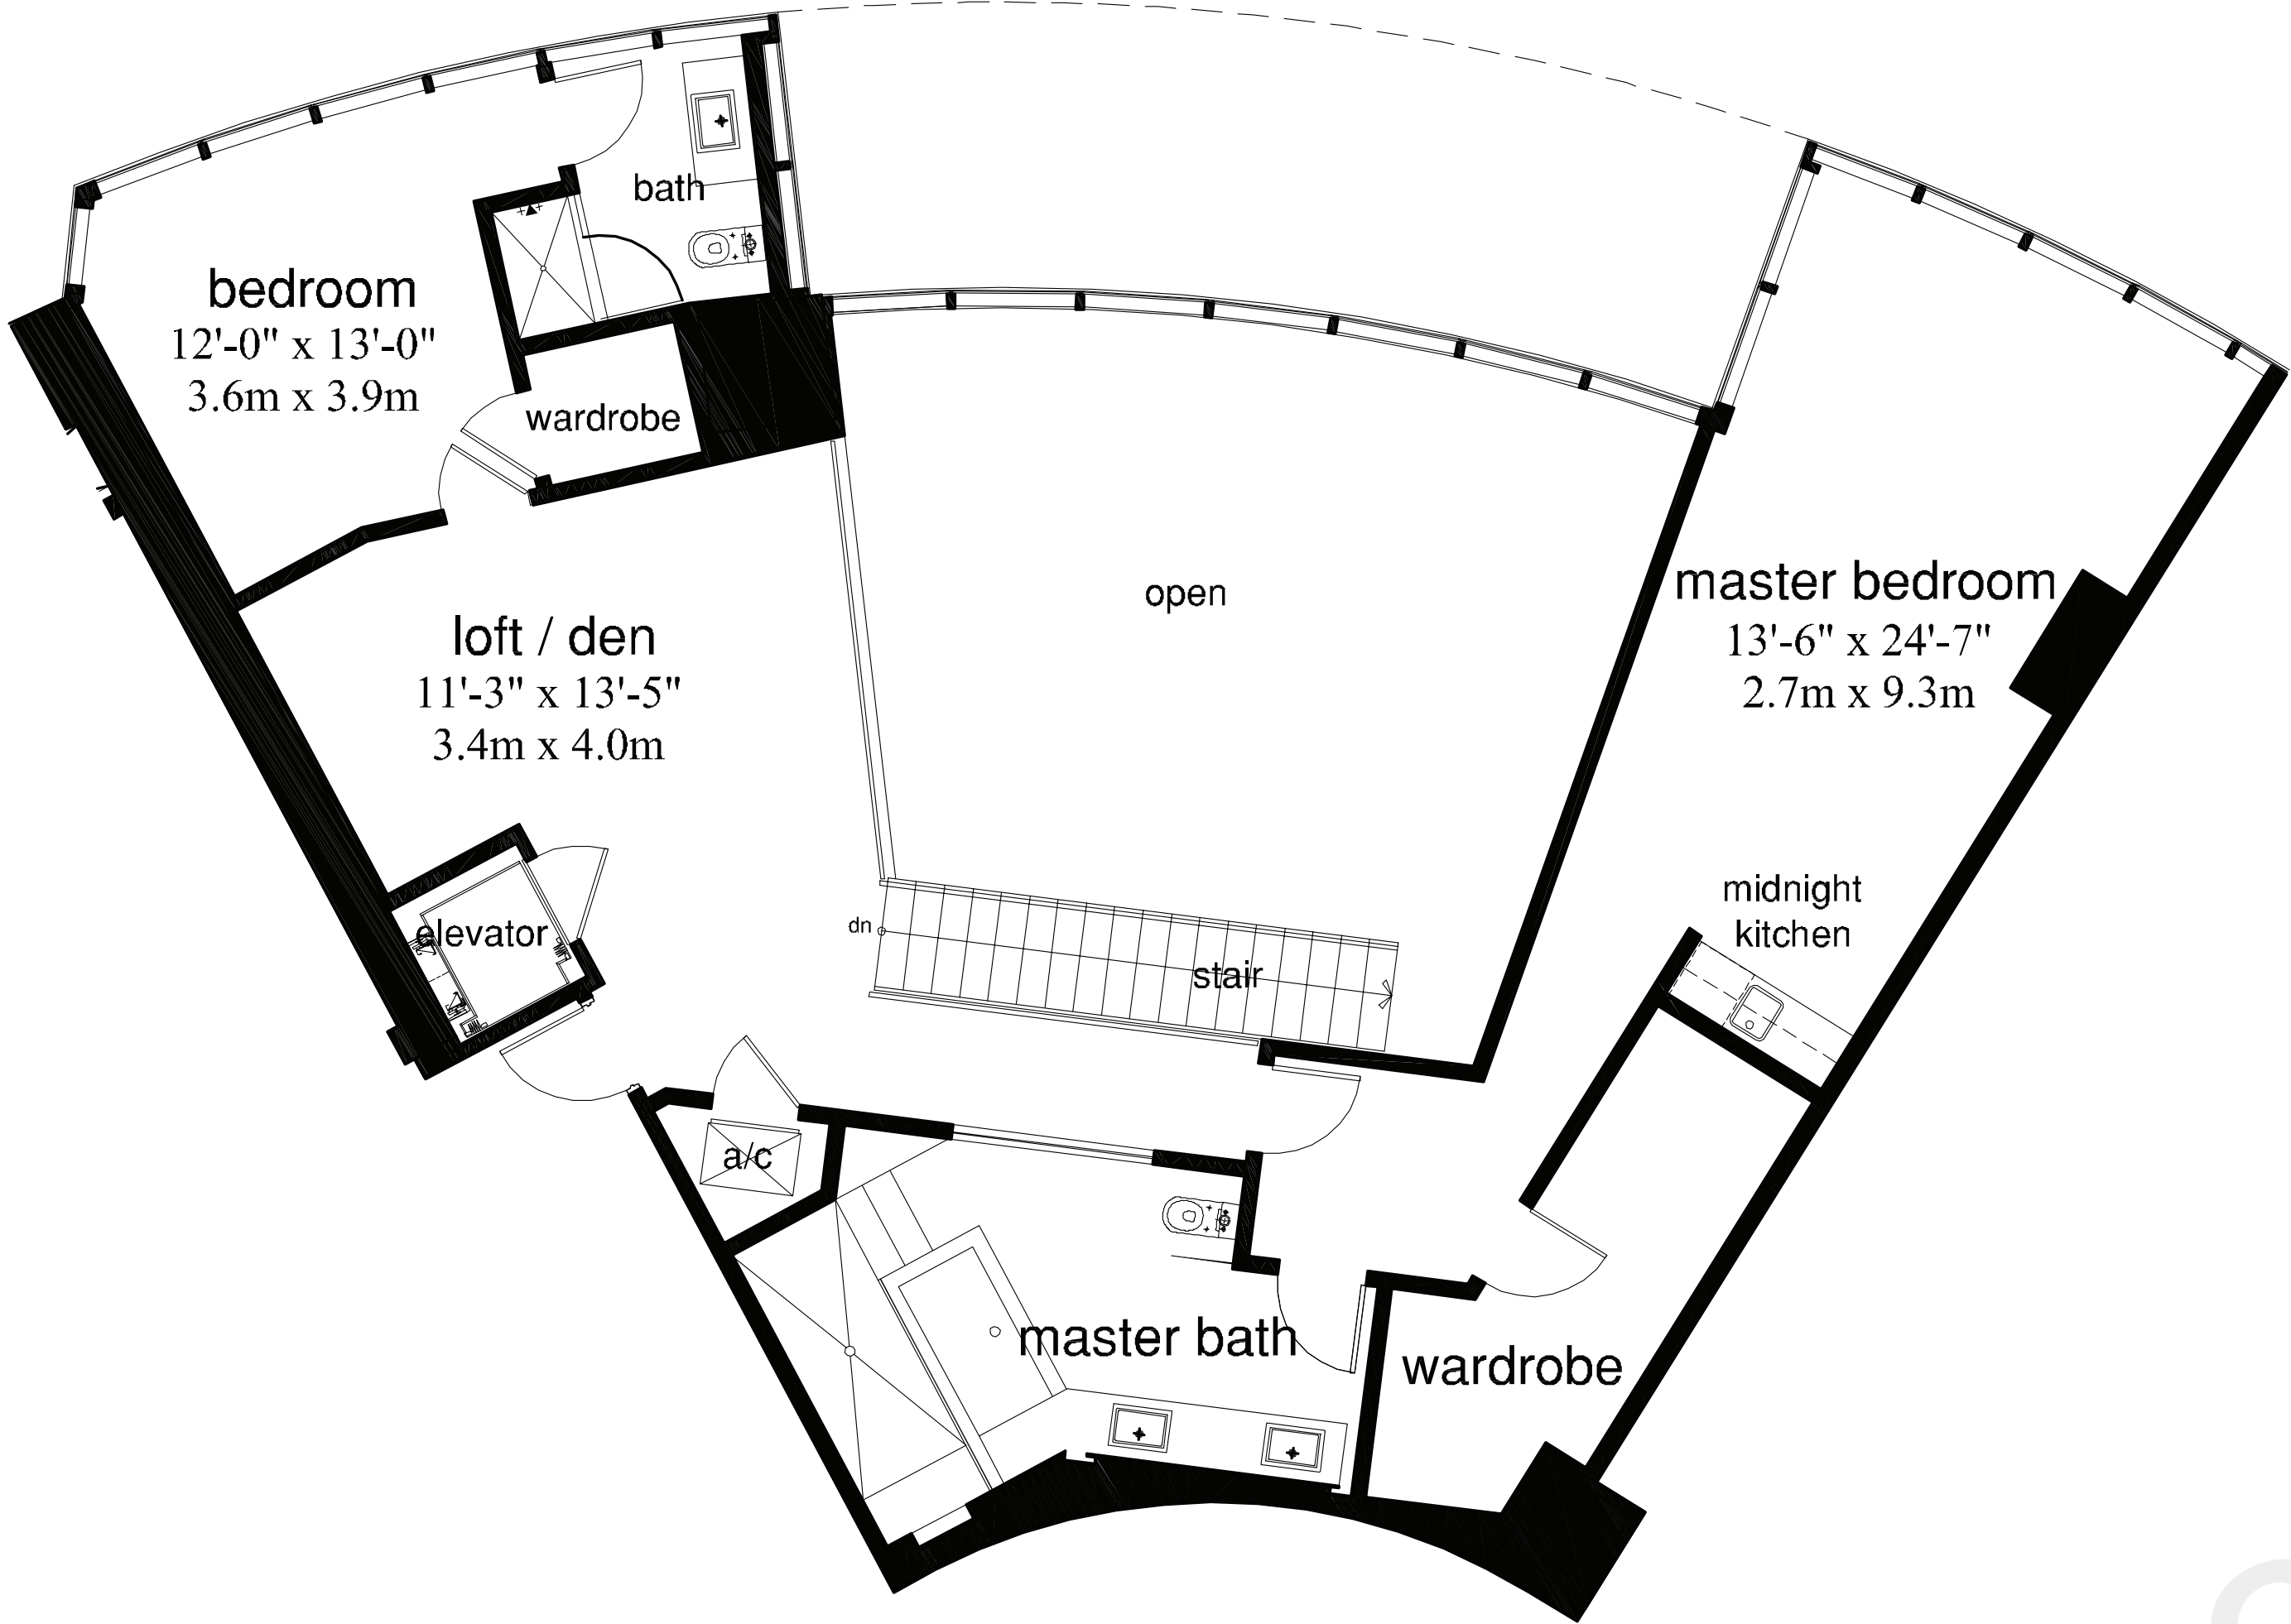 bath
bedroom
12'-0" x 13'-0"
3.6m x 3.9m
wardrobe
loft / den
11'-3" x 13'-5"
3.4m x 4.0m
open
master bedroom
13'-6" x 24'-7"
2.7m x 9.3m
midnight
kitchen
elevator
dn
stair
a/c
master bath
wardrobe